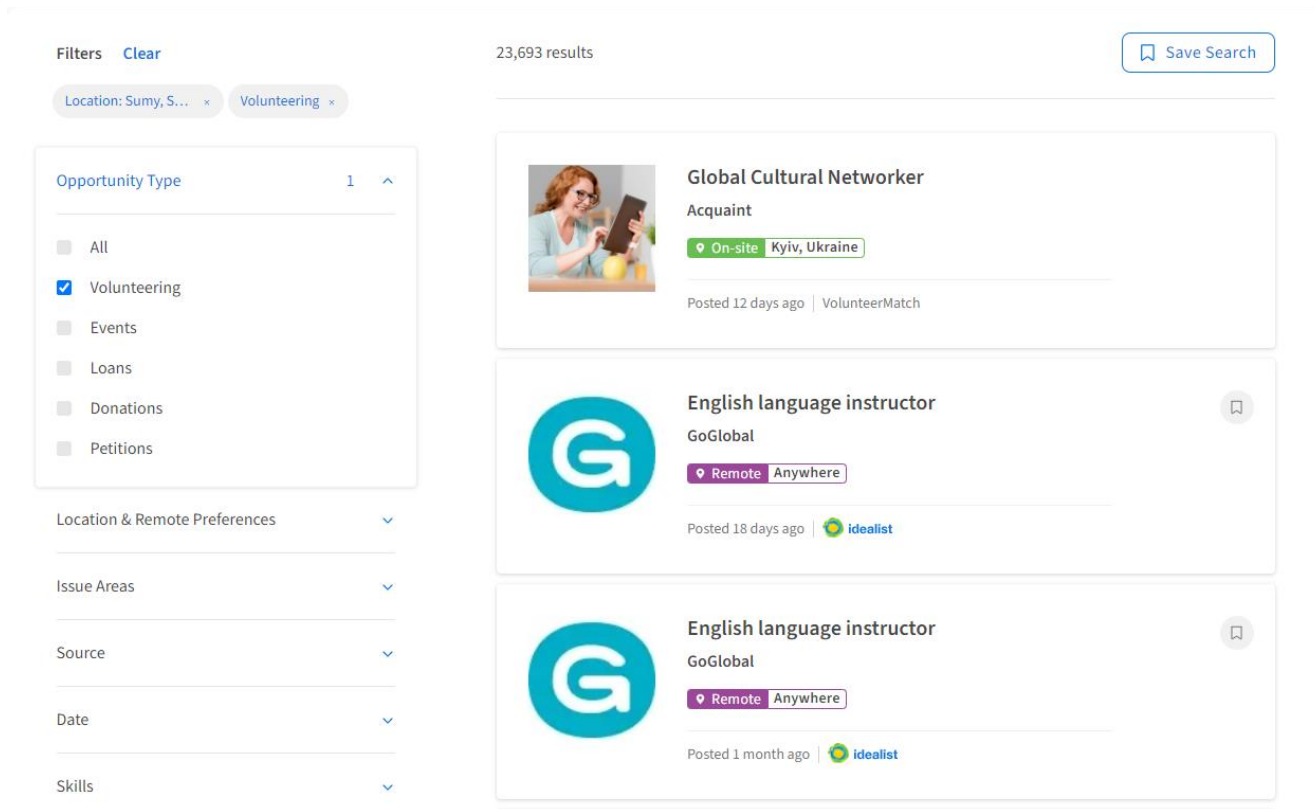 Filters Clear
Location: Sumy, S... ×
Volunteering ×
Opportunity Type 1
All
Volunteering
Events
Loans
Donations
Petitions
Location & Remote Preferences
Issue Areas
Source
Date
Skills
23,693 results
Save Search
Global Cultural Networker
Acquaint
On-site Kyiv, Ukraine
Posted 12 days ago | VolunteerMatch
G
English language instructor
GoGlobal
Remote Anywhere
Posted 18 days ago | idealist
G
English language instructor
GoGlobal
Remote Anywhere
Posted 1 month ago | idealist